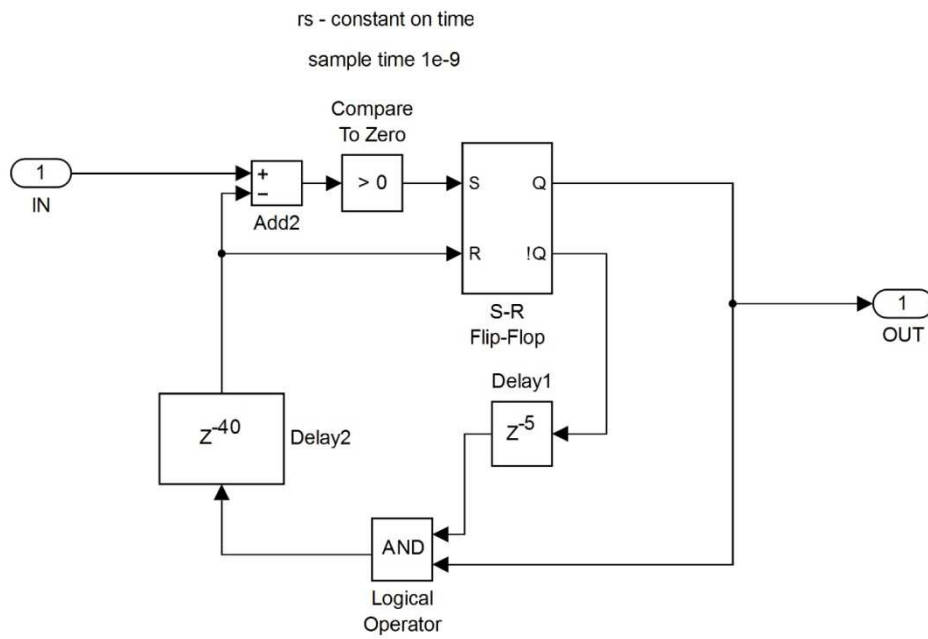 rs - constant on time
sample time 1e-9
Compare
To Zero
1
IN
+
−
Add2
> 0
S
R
Q
!Q
S-R
Flip-Flop
1
OUT
Delay1
Z-5
Z-40
Delay2
AND
Logical
Operator